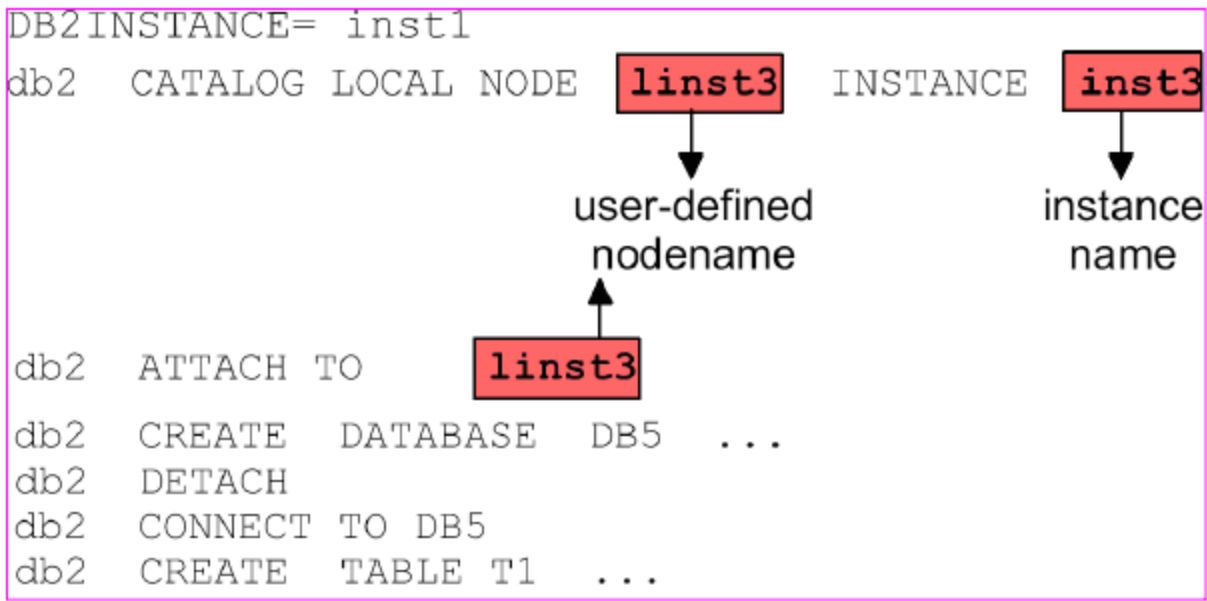 DB2INSTANCE= inst1
db2 CATALOG LOCAL NODE linst3 INSTANCE inst3
user-defined nodename
instance name
db2 ATTACH TO linst3
db2 CREATE DATABASE DB5 ...
db2 DETACH
db2 CONNECT TO DB5
db2 CREATE TABLE T1 ...